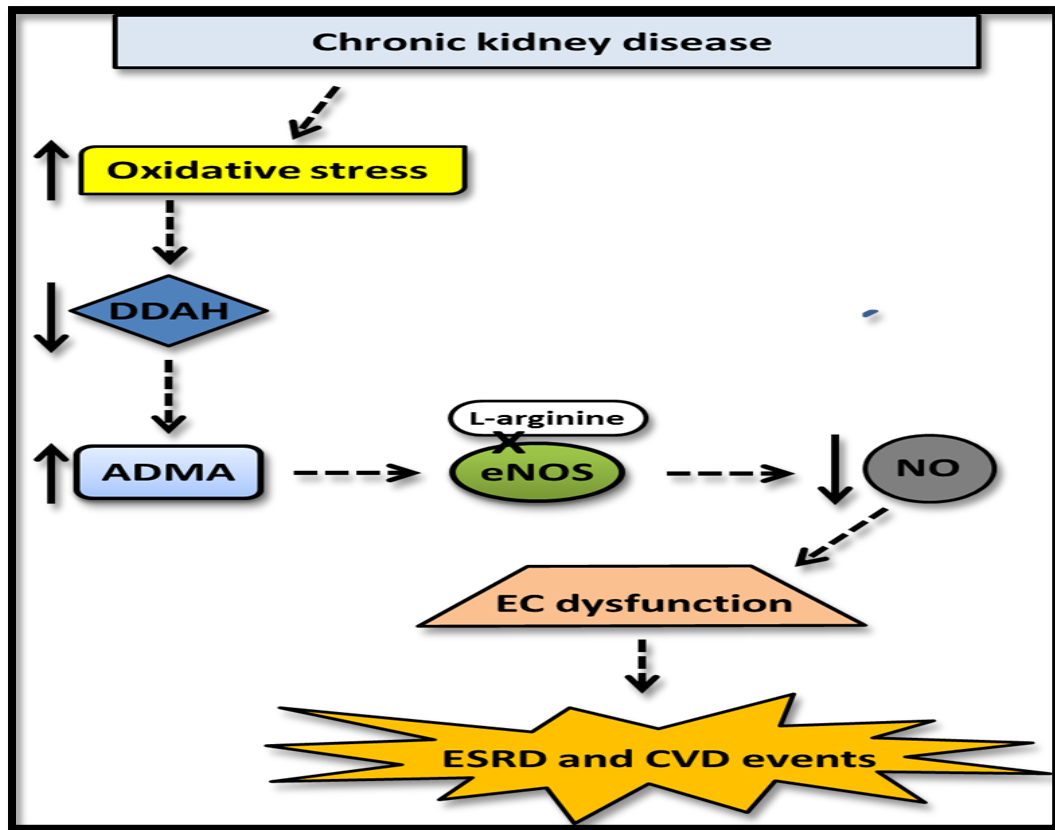 Chronic kidney disease
Oxidative stress
DDAH
L-arginine
X
ADMA
eNOS
NO
EC dysfunction
ESRD and CVD events